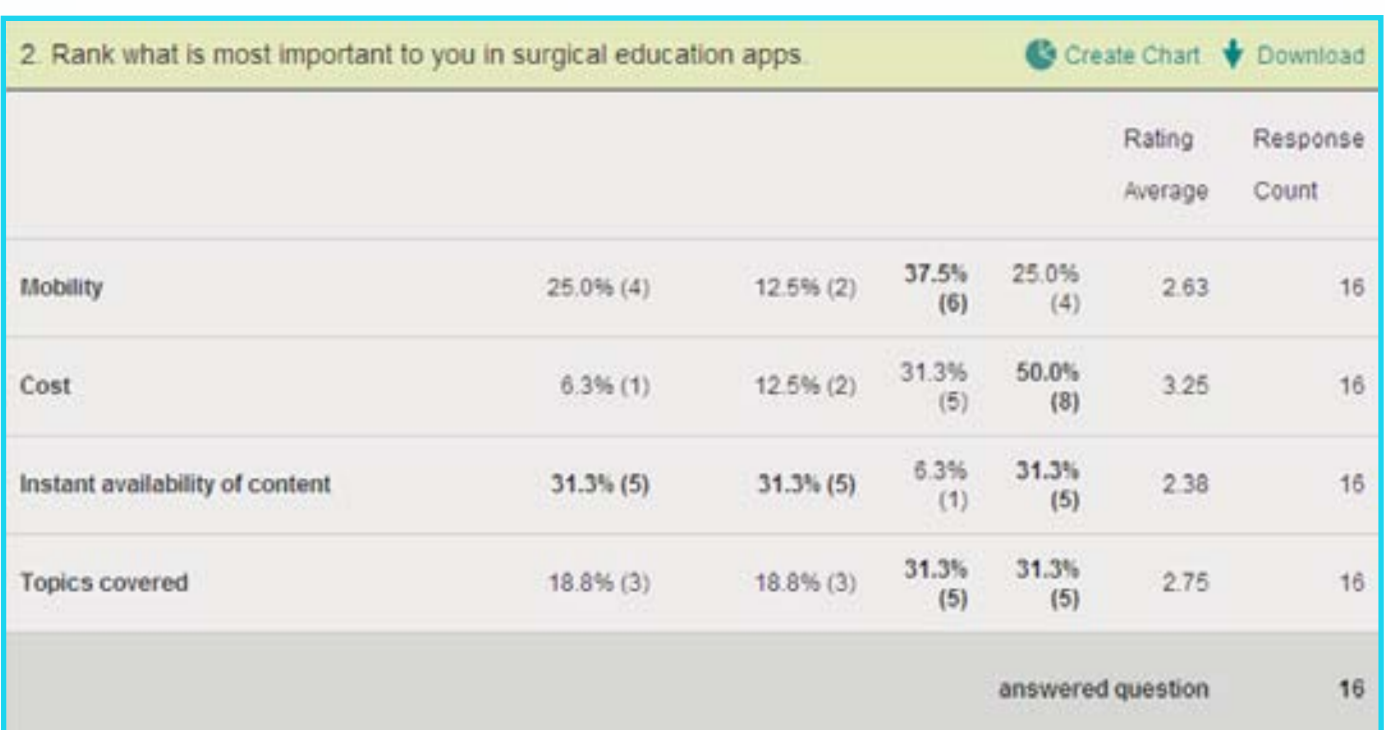 2. Rank what is most important to you in surgical education apps. Create Chart Download
Rating Response
Average Count
Mobility 25.0% (4) 12.5% (2) 37.5% (6) 25.0% (4) 2.63 16
Cost 6.3% (1) 12.5% (2) 31.3% (5) 50.0% (8) 3.25 16
Instant availability of content 31.3% (5) 31.3% (5) 6.3% (1) 31.3% (5) 2.38 16
Topics covered 18.8% (3) 18.8% (3) 31.3% (5) 31.3% (5) 2.75 16
answered question 16